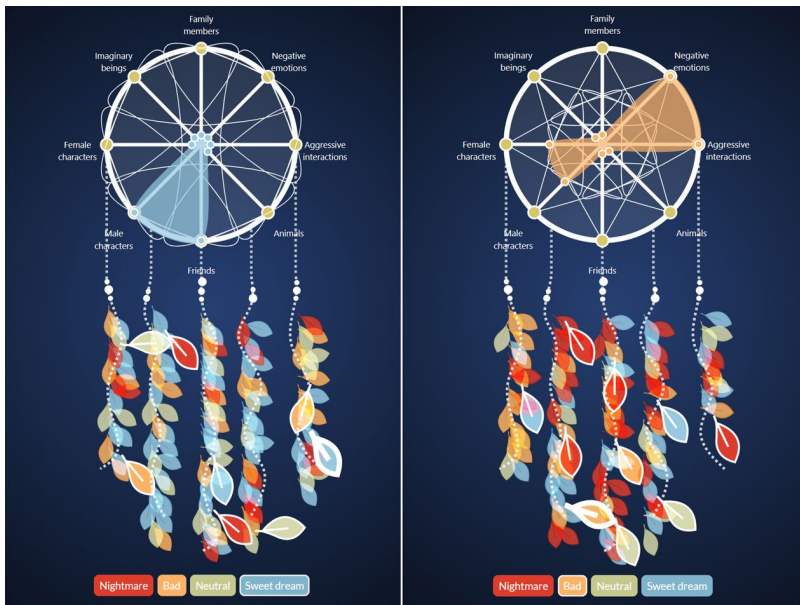 Family
members
Imaginary
beings
Negative
emotions
Female
characters
Aggressive
interactions
Male
characters
Animals
Friends
Nightmare
Bad
Neutral
Sweet dream
Family
members
Imaginary
beings
Negative
emotions
Female
characters
Aggressive
interactions
Male
characters
Animals
Friends
Nightmare
Bad
Neutral
Sweet dream